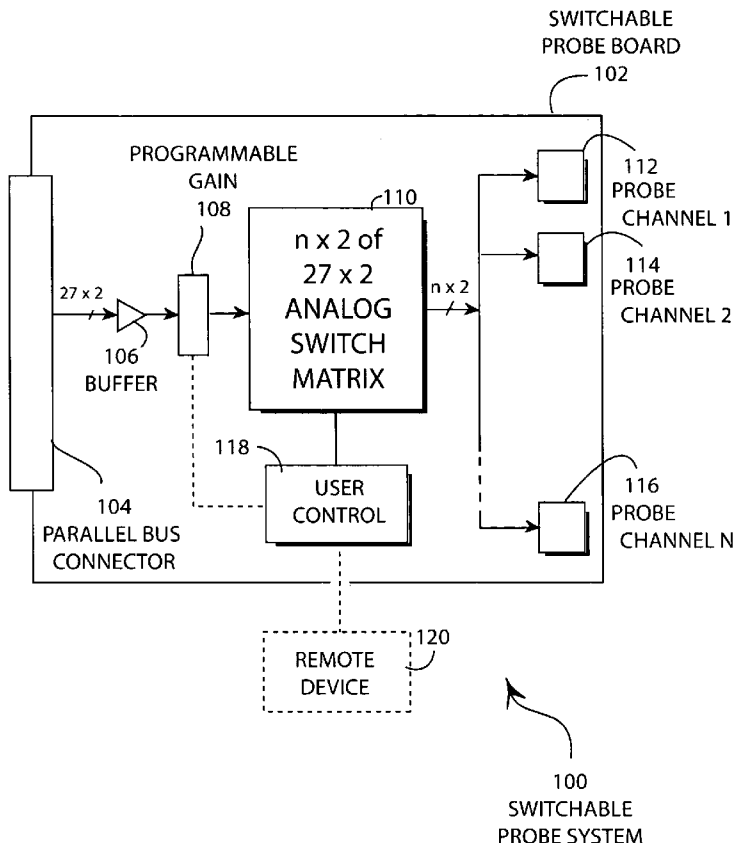 SWITCHABLE
PROBE BOARD
102
PROGRAMMABLE
GAIN
108
110
n x 2 of
27 x 2
ANALOG
SWITCH
MATRIX
27 x 2
106
BUFFER
n x 2
112
PROBE
CHANNEL 1
114
PROBE
CHANNEL 2
118
USER
CONTROL
116
PROBE
CHANNEL N
104
PARALLEL BUS
CONNECTOR
120
REMOTE
DEVICE
100
SWITCHABLE
PROBE SYSTEM